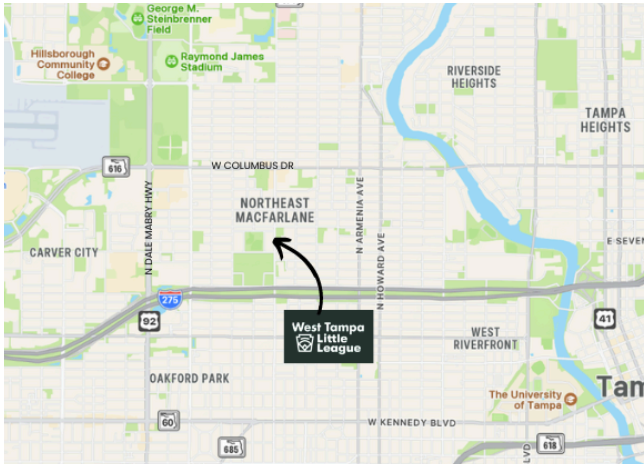 George M.
Steinbrenner
Field
Hillsborough
Community
College
Raymond James
Stadium
RIVERSIDE
HEIGHTS
TAMPA
HEIGHTS
616
W COLUMBUS DR
NORTHEAST
MACFARLANE
N DALE MABRY HWY
N ARMENIA AVE
N HOWARD AVE
CARVER CITY
E SEVEN
275
92
41
West Tampa
Little
League
WEST
RIVERFRONT
OAKFORD PARK
The University
of Tampa
Tam
60
W KENNEDY BLVD
685
618
LVD